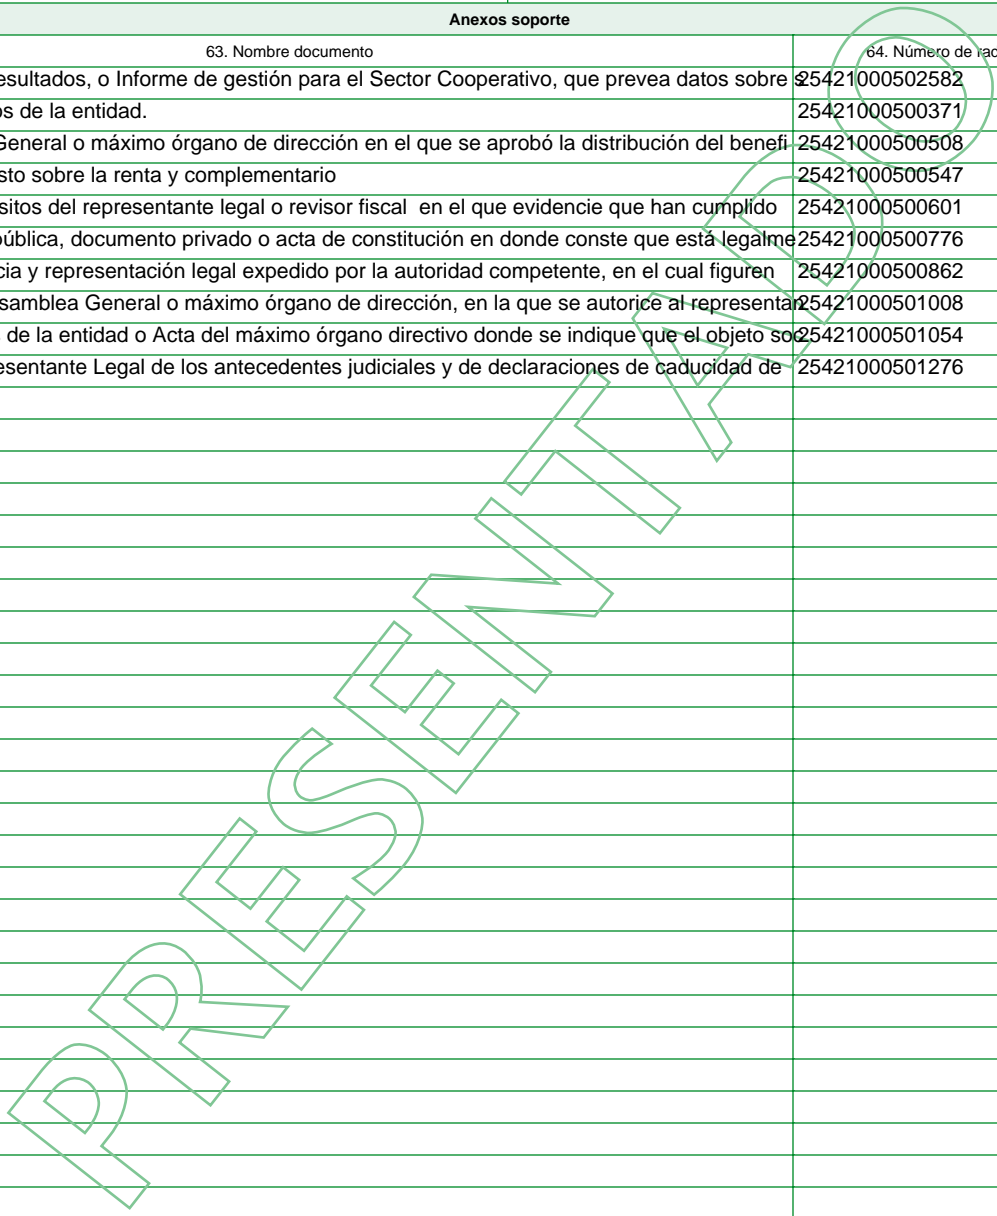 Anexos soporte
63. Nombre documento 64. Número de rad
esultados, o Informe de gestión para el Sector Cooperativo, que prevea datos sobre s 25421000502582
os de la entidad. 25421000500371
General o máximo órgano de dirección en el que se aprobó la distribución del benefi 25421000500508
sto sobre la renta y complementario 25421000500547
sitos del representante legal o revisor fiscal en el que evidencie que han cumplido 25421000500601
pública, documento privado o acta de constitución en donde conste que está legalme 25421000500776
cia y representación legal expedido por la autoridad competente, en el cual figuren 25421000500862
samblea General o máximo órgano de dirección, en la que se autorice al representan 25421000501008
s de la entidad o Acta del máximo órgano directivo donde se indique que el objeto soc 25421000501054
esentante Legal de los antecedentes judiciales y de declaraciones de caducidad de 25421000501276
PRESENTADO